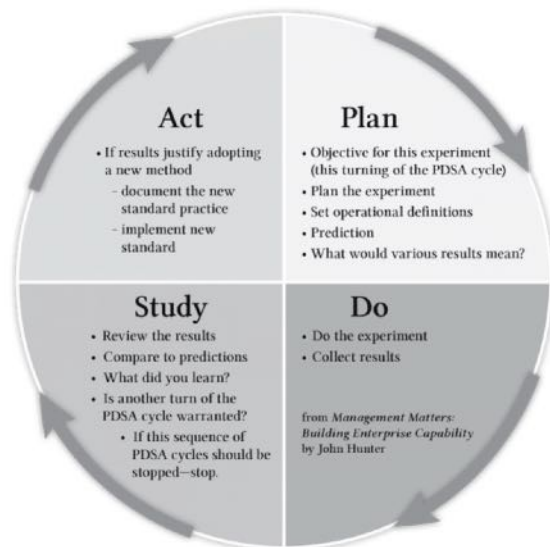 Act
• If results justify adopting
a new method
- document the new
standard practice
- implement new
standard
Plan
• Objective for this experiment
(this turning of the PDSA cycle)
• Plan the experiment
• Set operational definitions
• Prediction
• What would various results mean?
Study
• Review the results
• Compare to predictions
• What did you learn?
• Is another turn of the
PDSA cycle warranted?
• If this sequence of
PDSA cycles should be
stopped—stop.
Do
• Do the experiment
• Collect results
from Management Matters:
Building Enterprise Capability
by John Hunter